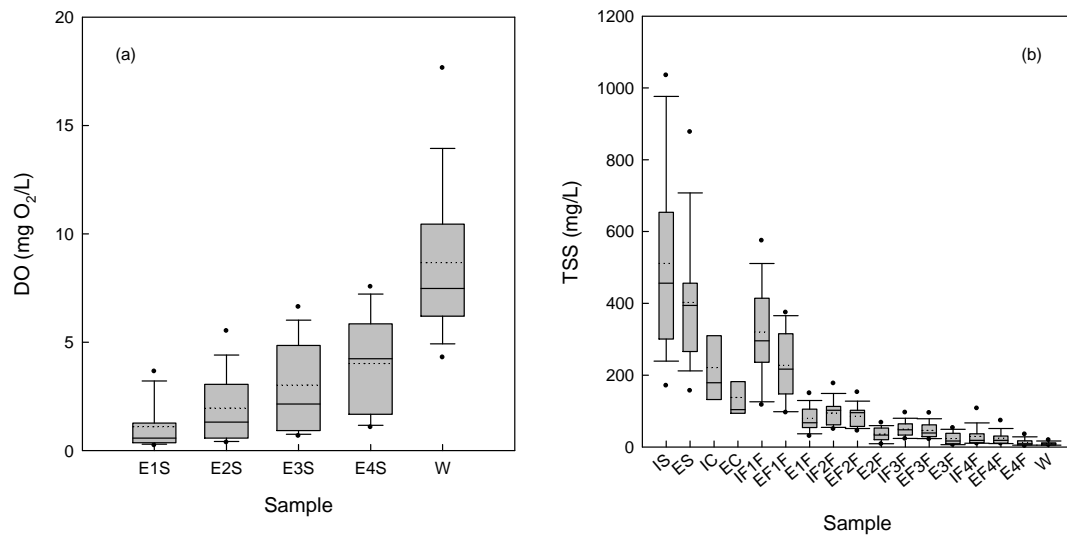 20
15
10
5
0
DO (mg O₂/L)
(a)
E1S E2S E3S E4S W
Sample
1200
1000
800
600
400
200
0
TSS (mg/L)
(b)
IS ES IC EC IF1F EF1F E1F IF2F EF2F E2F IF3F EF3F E3F IF4F EF4F E4F W
Sample